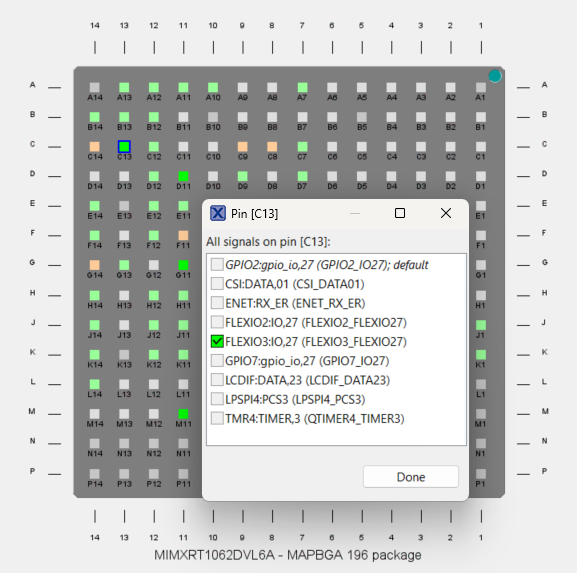 14 13 12 11 10 9 8 7 6 5 4 3 2 1
A A14 A13 A12 A11 A10 A9 A8 A7 A6 A5 A4 A3 A2 A1 A
B B14 B13 B12 B11 B10 B9 B8 B7 B6 B5 B4 B3 B2 B1 B
C C14 C13 C12 C11 C10 C9 C8 C7 C6 C5 C4 C3 C2 C1 C
D D14 D13 D12 D11 D10 D9 D8 D7 D6 D5 D4 D3 D2 D1 D
E E14 E13 E12 E11 E1 E
F F14 F13 F12 F11 F1 F
G G14 G13 G12 G11 G1 G
H H14 H13 H12 H11 H1 H
J J14 J13 J12 J11 J1 J
K K14 K13 K12 K11 K1 K
L L14 L13 L12 L11 L1 L
M M14 M13 M12 M11 M1 M
N N14 N13 N12 N11 N1 N
P P14 P13 P12 P11 P1 P
Pin [C13]
All signals on pin [C13]:
GPIO2:gpio_io,27 (GPIO2_IO27); default
CSI:DATA,01 (CSI_DATA01)
ENET:RX_ER (ENET_RX_ER)
FLEXIO2:IO,27 (FLEXIO2_FLEXIO27)
FLEXIO3:IO,27 (FLEXIO3_FLEXIO27)
GPIO7:gpio_io,27 (GPIO7_IO27)
LCDIF:DATA,23 (LCDIF_DATA23)
LPSPI4:PCS3 (LPSPI4_PCS3)
TMR4:TIMER,3 (QTIMER4_TIMER3)
Done
14 13 12 11 10 9 8 7 6 5 4 3 2 1
MIMXRT1062DVL6A - MAPBGA 196 package